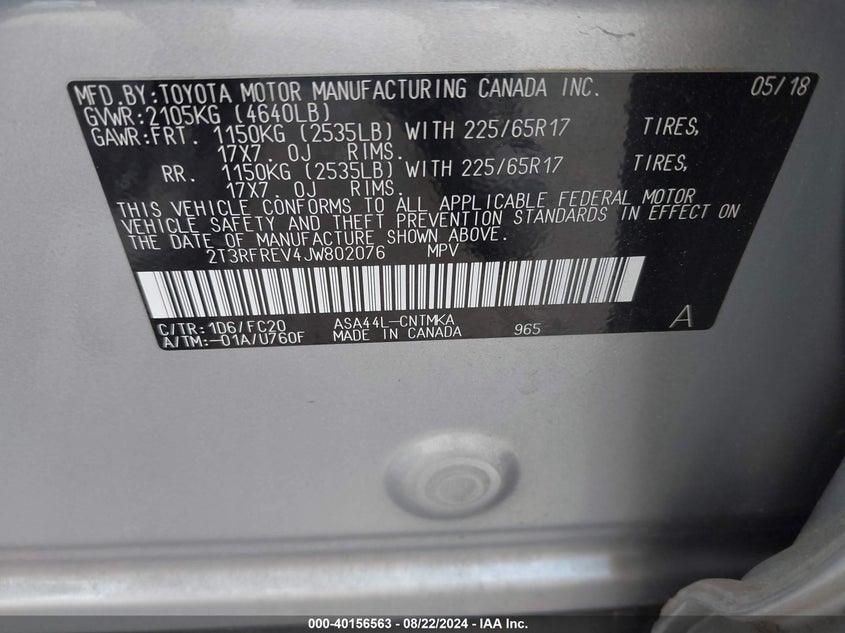 MFD.BY:TOYOTA MOTOR MANUFACTURING CANADA INC. 05/18
GVWR:2105KG (4640LB)
GAWR:FRT. 1150KG (2535LB) WITH 225/65R17 TIRES,
17X7.0J RIMS.
RR. 1150KG (2535LB) WITH 225/65R17 TIRES,
17X7.0J RIMS.
THIS VEHICLE CONFORMS TO ALL APPLICABLE FEDERAL MOTOR
VEHICLE SAFETY AND THEFT PREVENTION STANDARDS IN EFFECT ON
THE DATE OF MANUFACTURE SHOWN ABOVE.
2T3RFREV4JW802076 MPV
C/TR:1D6/FC20 ASA44L-CNTMKA A
A/TM:-01A/U760F MADE IN CANADA 965
000-40156563 - 08/22/2024 - IAA Inc.